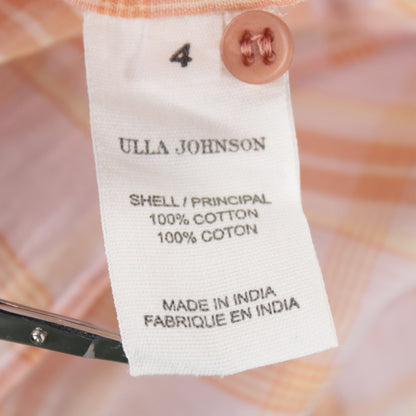 4
ULLA JOHNSON
SHELL / PRINCIPAL
100% COTTON
100% COTON
MADE IN INDIA
FABRIQUE EN INDIA